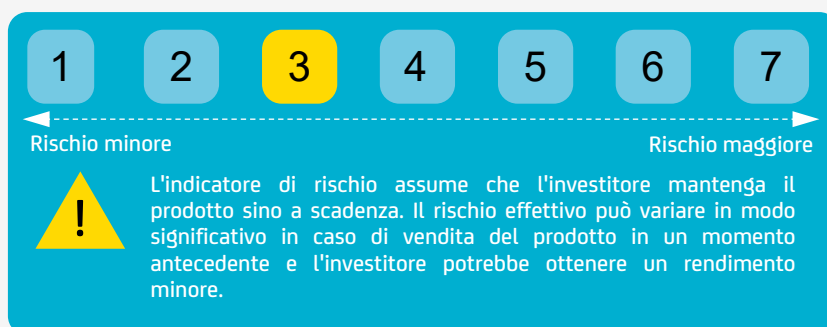 1 2 3 4 5 6 7
Rischio minore Rischio maggiore
! L'indicatore di rischio assume che l'investitore mantenga il
prodotto sino a scadenza. Il rischio effettivo può variare in modo
significativo in caso di vendita del prodotto in un momento
antecedente e l'investitore potrebbe ottenere un rendimento
minore.